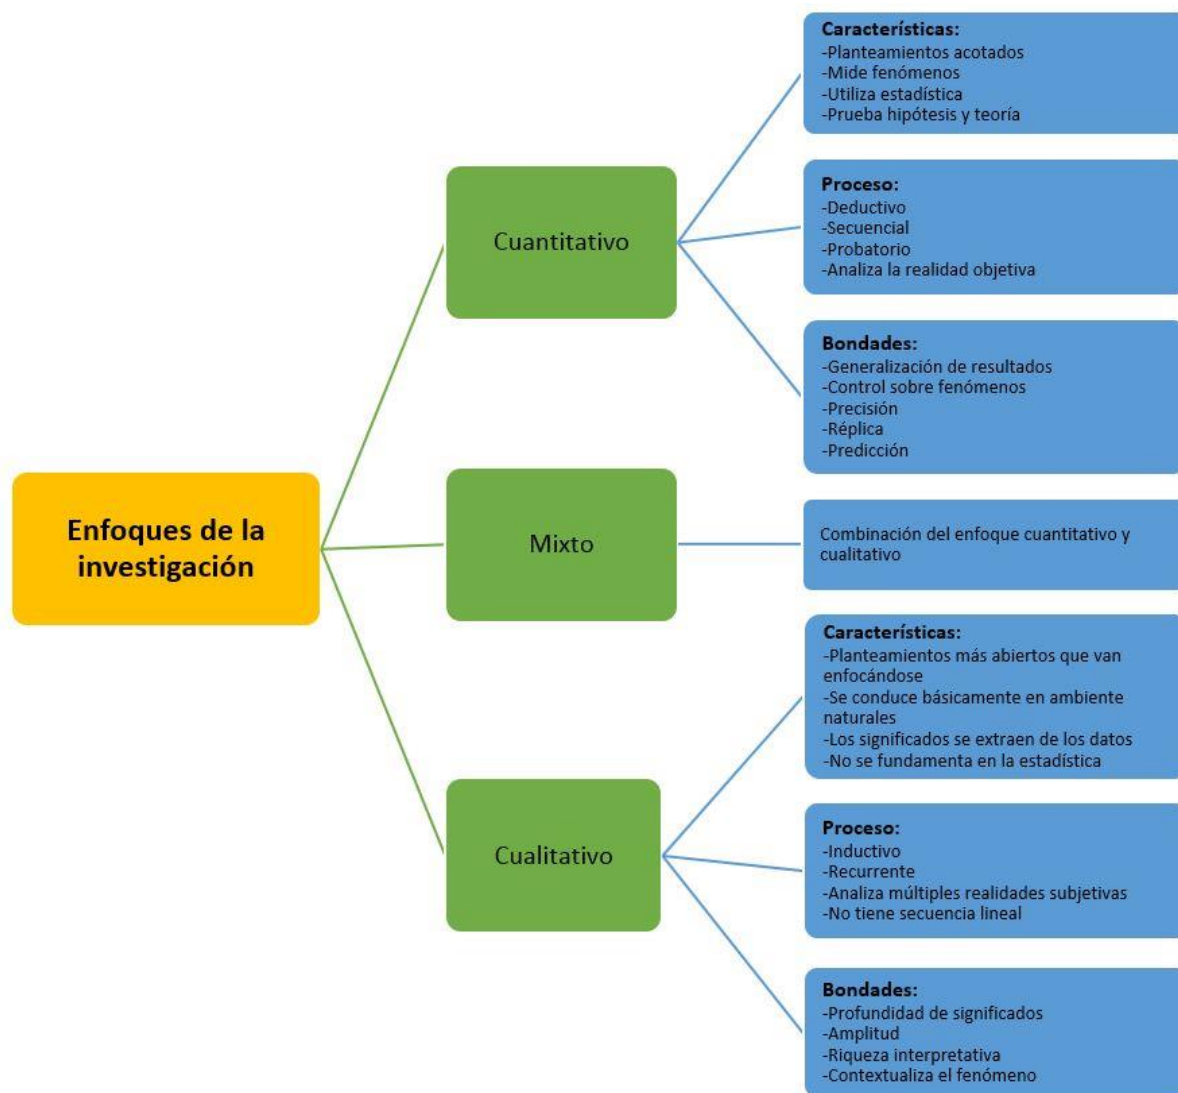 Enfoques de la
investigación
Cuantitativo
Características:
-Planteamientos acotados
-Mide fenómenos
-Utiliza estadística
-Prueba hipótesis y teoría
Proceso:
-Deductivo
-Secuencial
-Probatorio
-Analiza la realidad objetiva
Bondades:
-Generalización de resultados
-Control sobre fenómenos
-Precisión
-Réplica
-Predicción
Mixto
Combinación del enfoque cuantitativo y
cualitativo
Cualitativo
Características:
-Planteamientos más abiertos que van
enfocándose
-Se conduce básicamente en ambiente
naturales
-Los significados se extraen de los datos
-No se fundamenta en la estadística
Proceso:
-Inductivo
-Recurrente
-Analiza múltiples realidades subjetivas
-No tiene secuencia lineal
Bondades:
-Profundidad de significados
-Amplitud
-Riqueza interpretativa
-Contextualiza el fenómeno